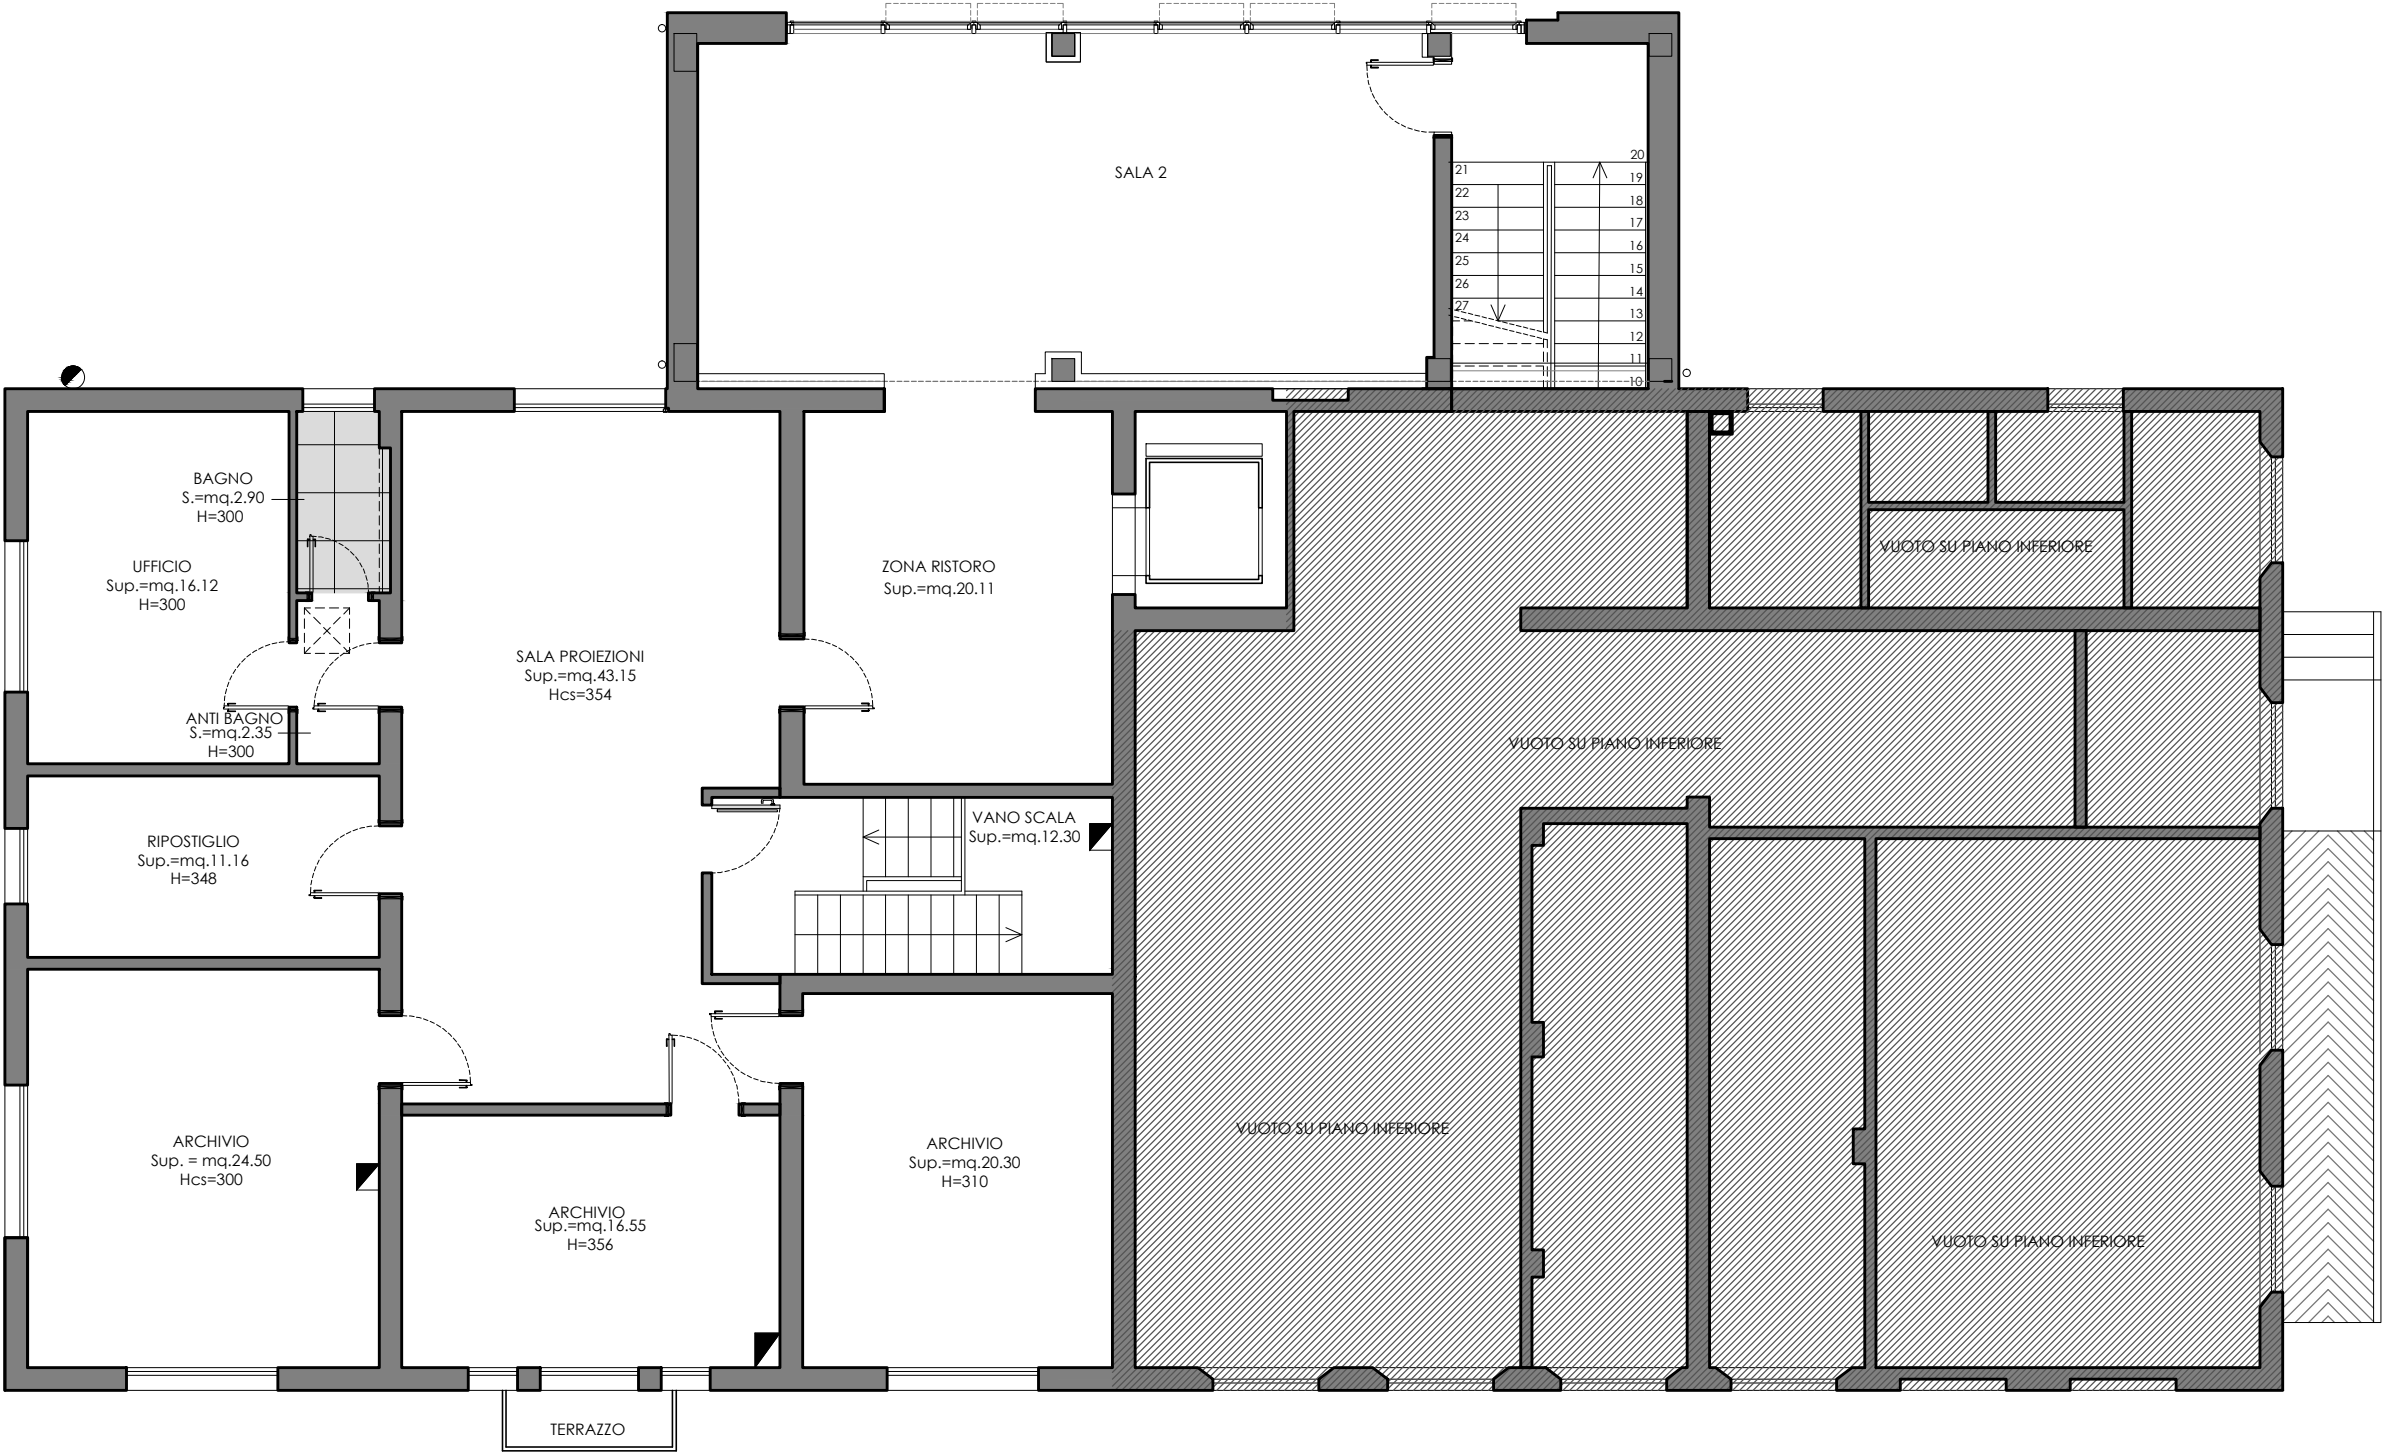 SALA 2
20
21
19
22
18
23
17
24
16
25
15
26
14
27
13
12
11
10
BAGNO
S.=mq.2.90
H=300
UFFICIO
Sup.=mq.16.12
H=300
ZONA RISTORO
Sup.=mq.20.11
VUOTO SU PIANO INFERIORE
SALA PROIEZIONI
Sup.=mq.43.15
Hcs=354
ANTI BAGNO
S.=mq.2.35
H=300
VUOTO SU PIANO INFERIORE
VANO SCALA
Sup.=mq.12.30
RIPOSTIGLIO
Sup.=mq.11.16
H=348
ARCHIVIO
Sup. = mq.24.50
Hcs=300
ARCHIVIO
Sup.=mq.16.55
H=356
ARCHIVIO
Sup.=mq.20.30
H=310
VUOTO SU PIANO INFERIORE
VUOTO SU PIANO INFERIORE
TERRAZZO